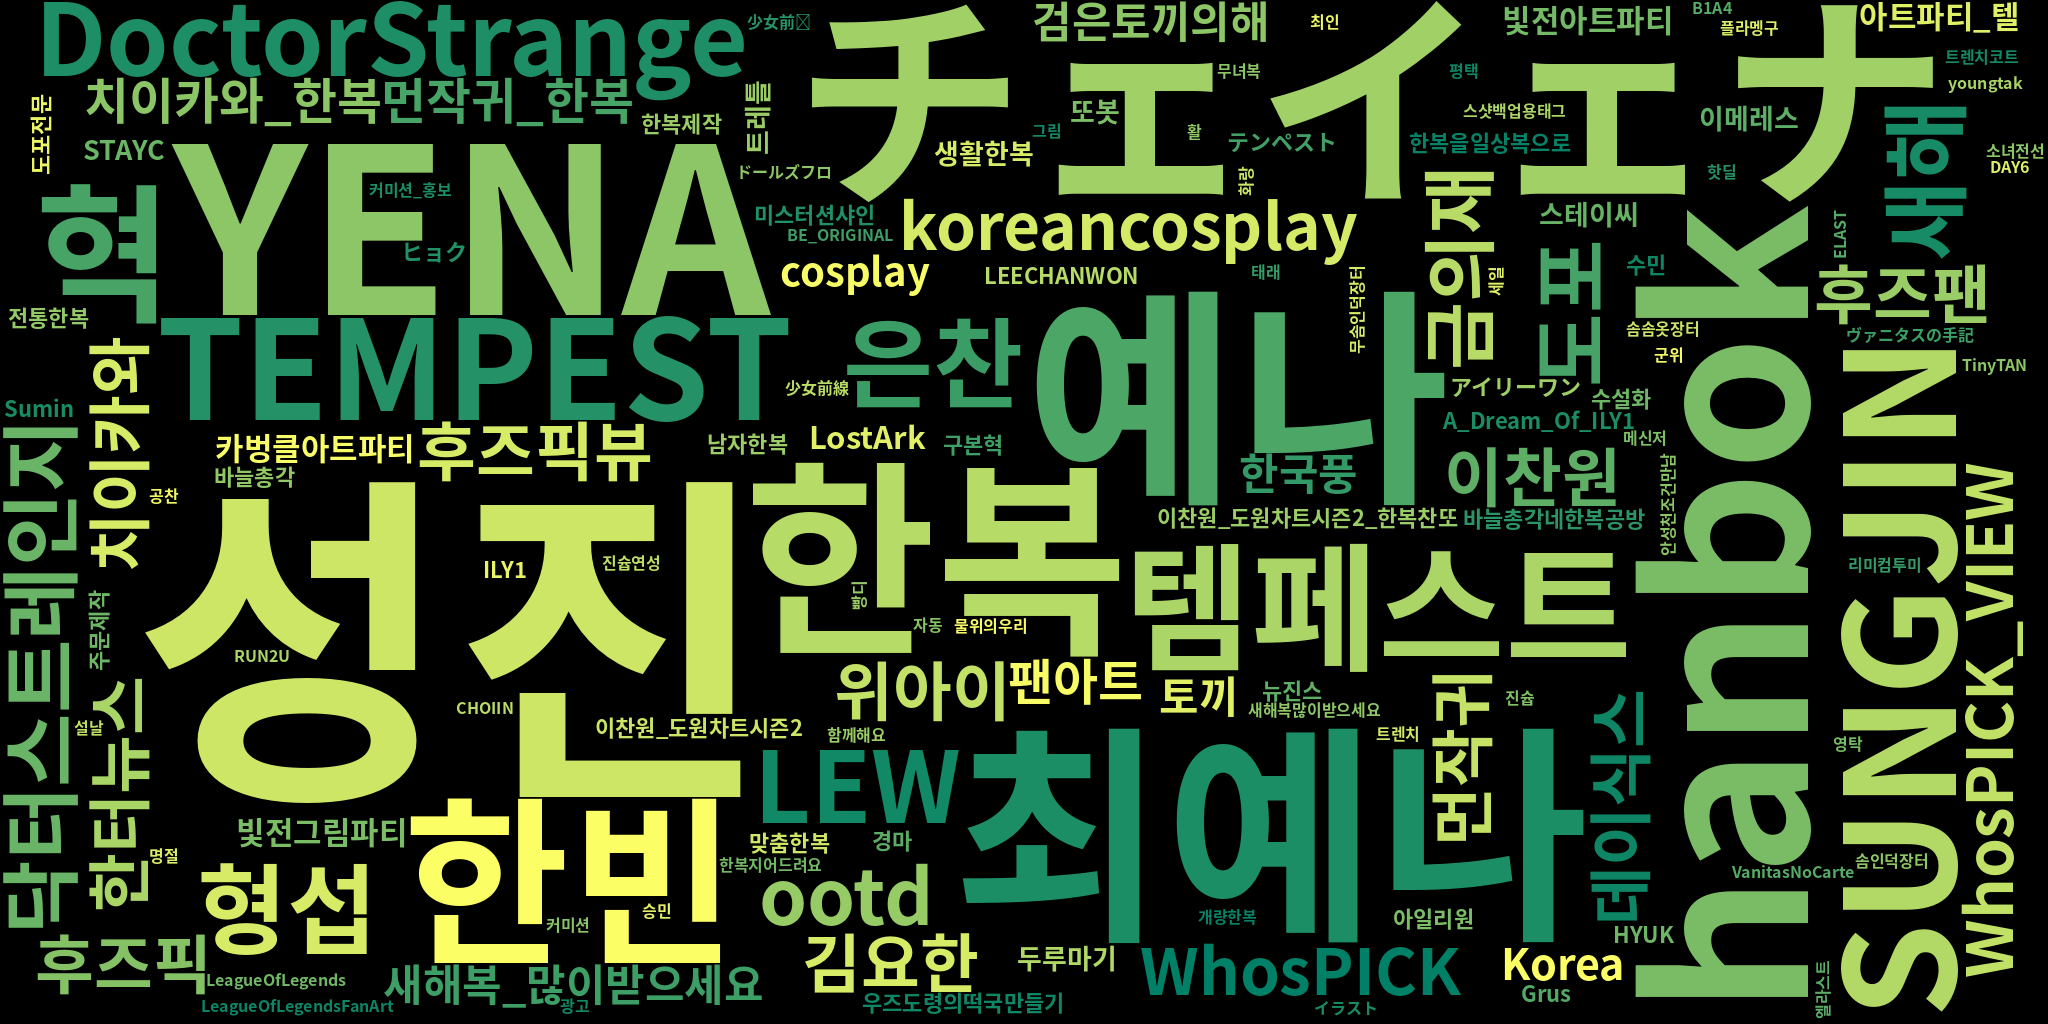 DoctorStrange
少女前
チェイェナ
검은토끼의해
최인
빛전아트파티
B1A4
플라멩구
아트파티_텔
트렌치코트
youngtak
치이카와_한복
먼작귀_한복
한복제작
트레틀
무녀복
평택
스샷백업용태그
또봇
그림
활
テンペスト
한복을일상복으로
이메레스
새해
소녀전선
DAY6
핫딜
도포전문
STAYC
YENA
커미션_홍보
ヒョク
생활한복
ドールズフロ
화랑
미스터션샤인
BE_ORIGINAL
koreancosplay
cosplay
LEECHANWON
태래
무솜인덕장터
세일
금의재
스테이씨
수민
도포
ELAST
후즈팬
ヴァニタスの手記
TinyTAN
솜솜옷장터
군위
hanbok
전통한복
TEMPEST
은찬
예나
少女前線
アイリーワン
수설화
A_Dream_Of_ILY1
메신저
Sumin
치이카와
카벙클아트파티
후즈픽뷰
바늘총각
남자한복
LostArk
구본혁
한국풍
이찬원
공찬
이찬원_도원차트시즌2_한복찬또
바늘총각네한복공방
안성천조건만남
닥터스트레인지
성진
ILY1
진슙연성
한복
빵디
자동
물위의우리
템페스트
리미컴투미
SUNGJIN
WhosPICK_VIEW
주문제작
RUN2U
설날
CHOIIN
이찬원_도원차트시즌2
위아이
팬아트
토끼
뉴진스
새해복많이받으세요
진슙
트렌치
먼작귀
데이식스
영탁
함께해요
한터뉴스
LEW
최예나
명절
빛전그림파티
한빈
맞춤한복
경마
한복지어드려요
VanitasNoCarte
솜인덕장터
형섭
커미션
승민
ootd
개량한복
아일리원
HYUK
후즈픽
LeagueOfLegends
LeagueOfLegendsFanArt
새해복_많이받으세요
광고
김요한
두루마기
우즈도령의떡국만들기
WhosPICK
イラスト
Korea
Grus
엘라스트